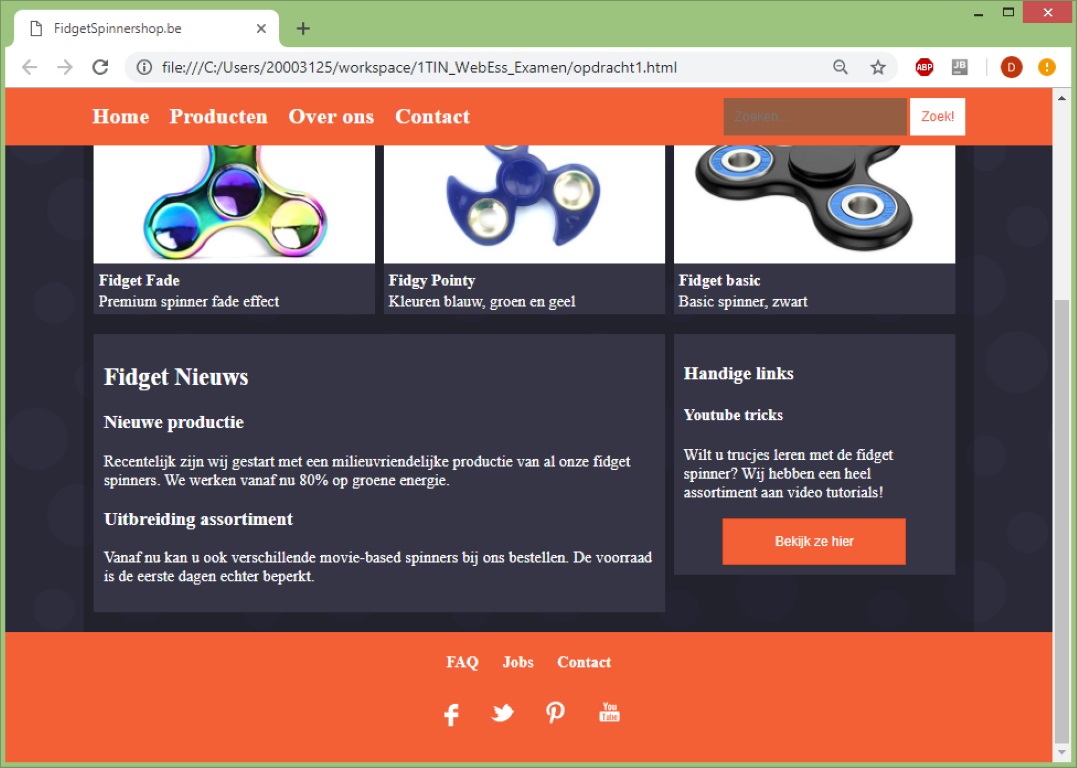 FidgetSpinnershop.be
file:///C:/Users/20003125/workspace/1TIN_WebEss_Examen/opdracht1.html
ABP
JB
D
Home Producten Over ons Contact
Zoeken...
Zoek!
Fidget Fade
Premium spinner fade effect
Fidgy Pointy
Kleuren blauw, groen en geel
Fidget basic
Basic spinner, zwart
Fidget Nieuws
Nieuwe productie
Recentelijk zijn wij gestart met een milieuvriendelijke productie van al onze fidget
spinners. We werken vanaf nu 80% op groene energie.
Uitbreiding assortiment
Vanaf nu kan u ook verschillende movie-based spinners bij ons bestellen. De voorraad
is de eerste dagen echter beperkt.
Handige links
Youtube tricks
Wilt u trucjes leren met de fidget
spinner? Wij hebben een heel
assortiment aan video tutorials!
Bekijk ze hier
FAQ Jobs Contact
You
Tube